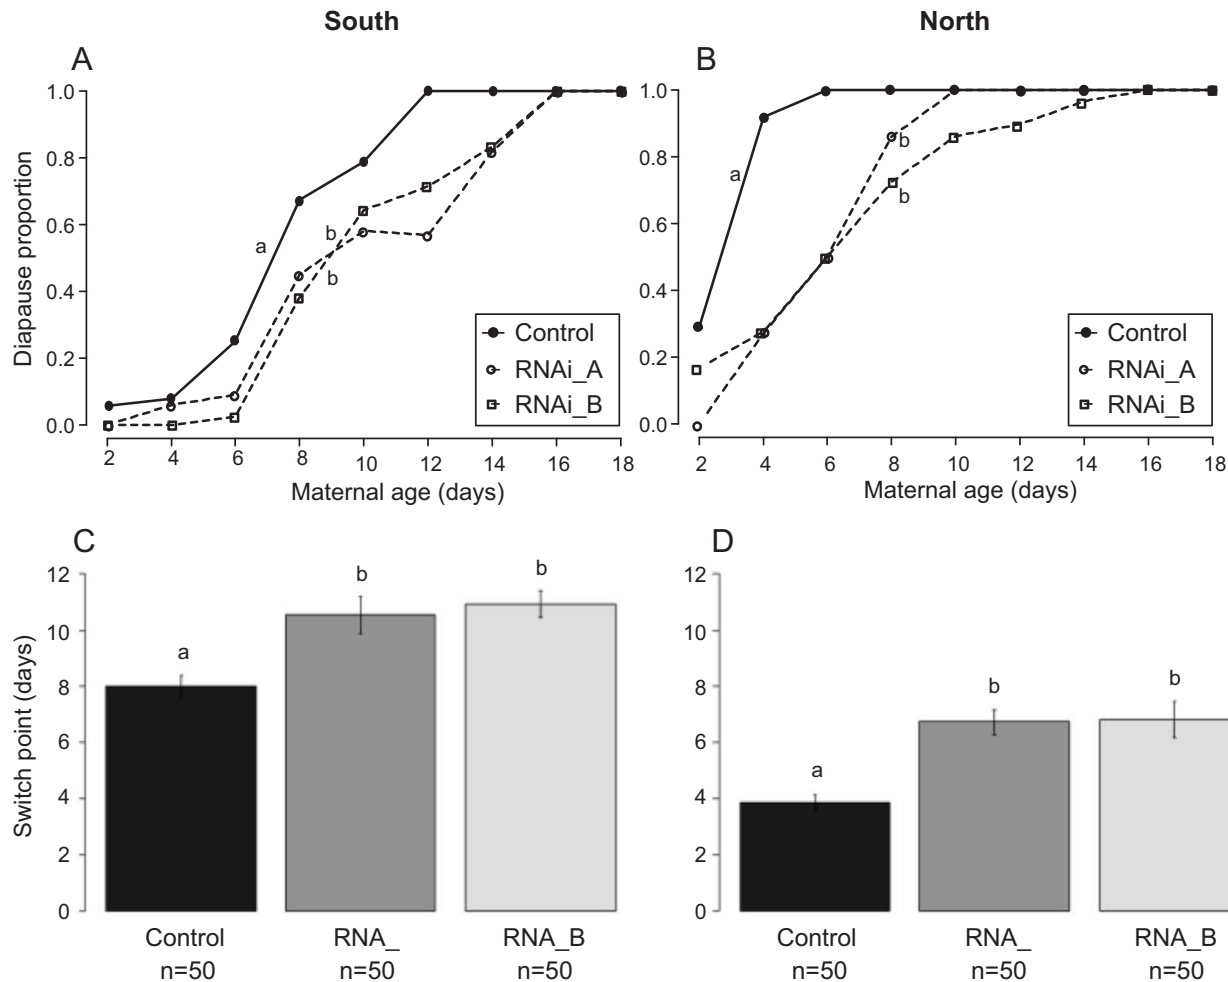 South
North
A
B
Diapause proportion
1.0
0.8
0.6
0.4
0.2
0.0
a
b
b
Control
RNAi_A
RNAi_B
2 4 6 8 10 12 14 16 18
Maternal age (days)
1.0
0.8
0.6
0.4
0.2
0.0
a
b
b
Control
RNAi_A
RNAi_B
2 4 6 8 10 12 14 16 18
Maternal age (days)
C
D
Switch point (days)
12
10
8
6
4
2
0
a
b
b
Control RNA_ RNA_B
n=50 n=50 n=50
12
10
8
6
4
2
0
a
b
b
Control RNA_ RNA_B
n=50 n=50 n=50